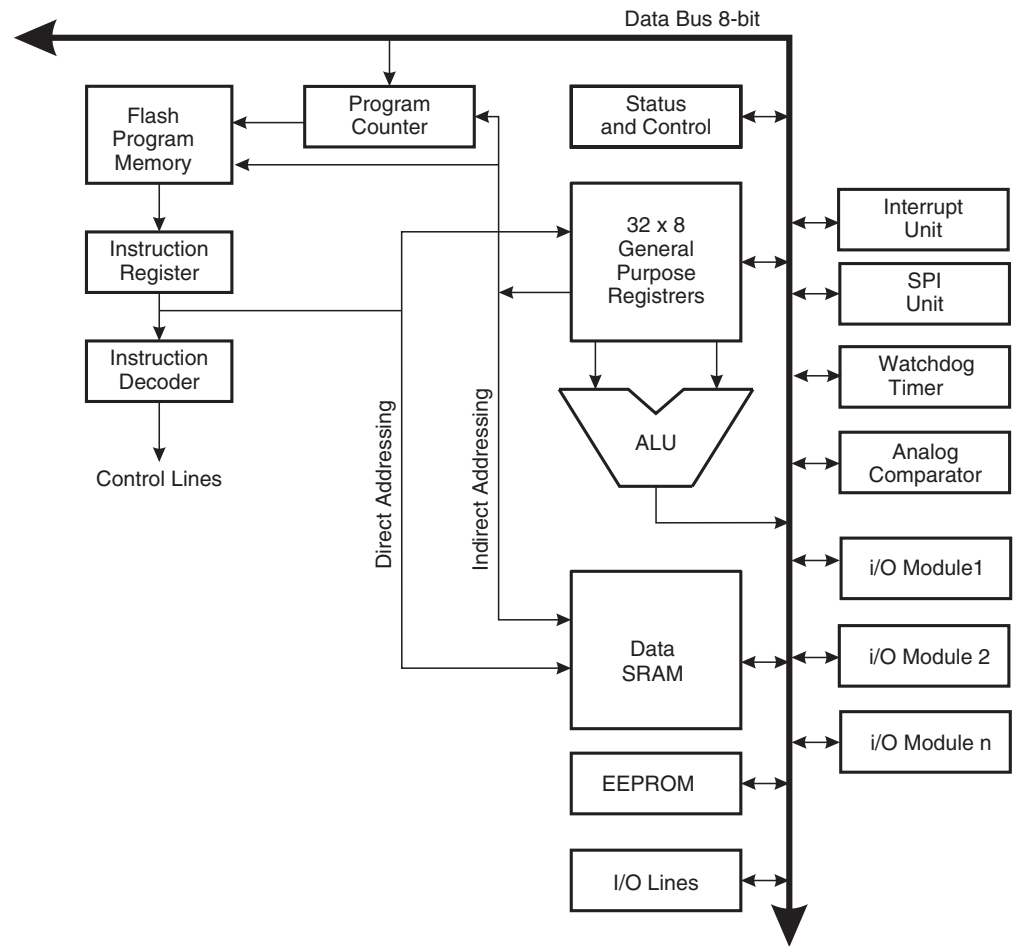 Data Bus 8-bit
Flash
Program
Memory
Program
Counter
Status
and Control
32 x 8
General
Purpose
Registrers
Interrupt
Unit
Instruction
Register
SPI
Unit
Instruction
Decoder
Watchdog
Timer
Direct Addressing
Indirect Addressing
ALU
Analog
Comparator
Control Lines
i/O Module1
Data
SRAM
i/O Module 2
i/O Module n
EEPROM
I/O Lines